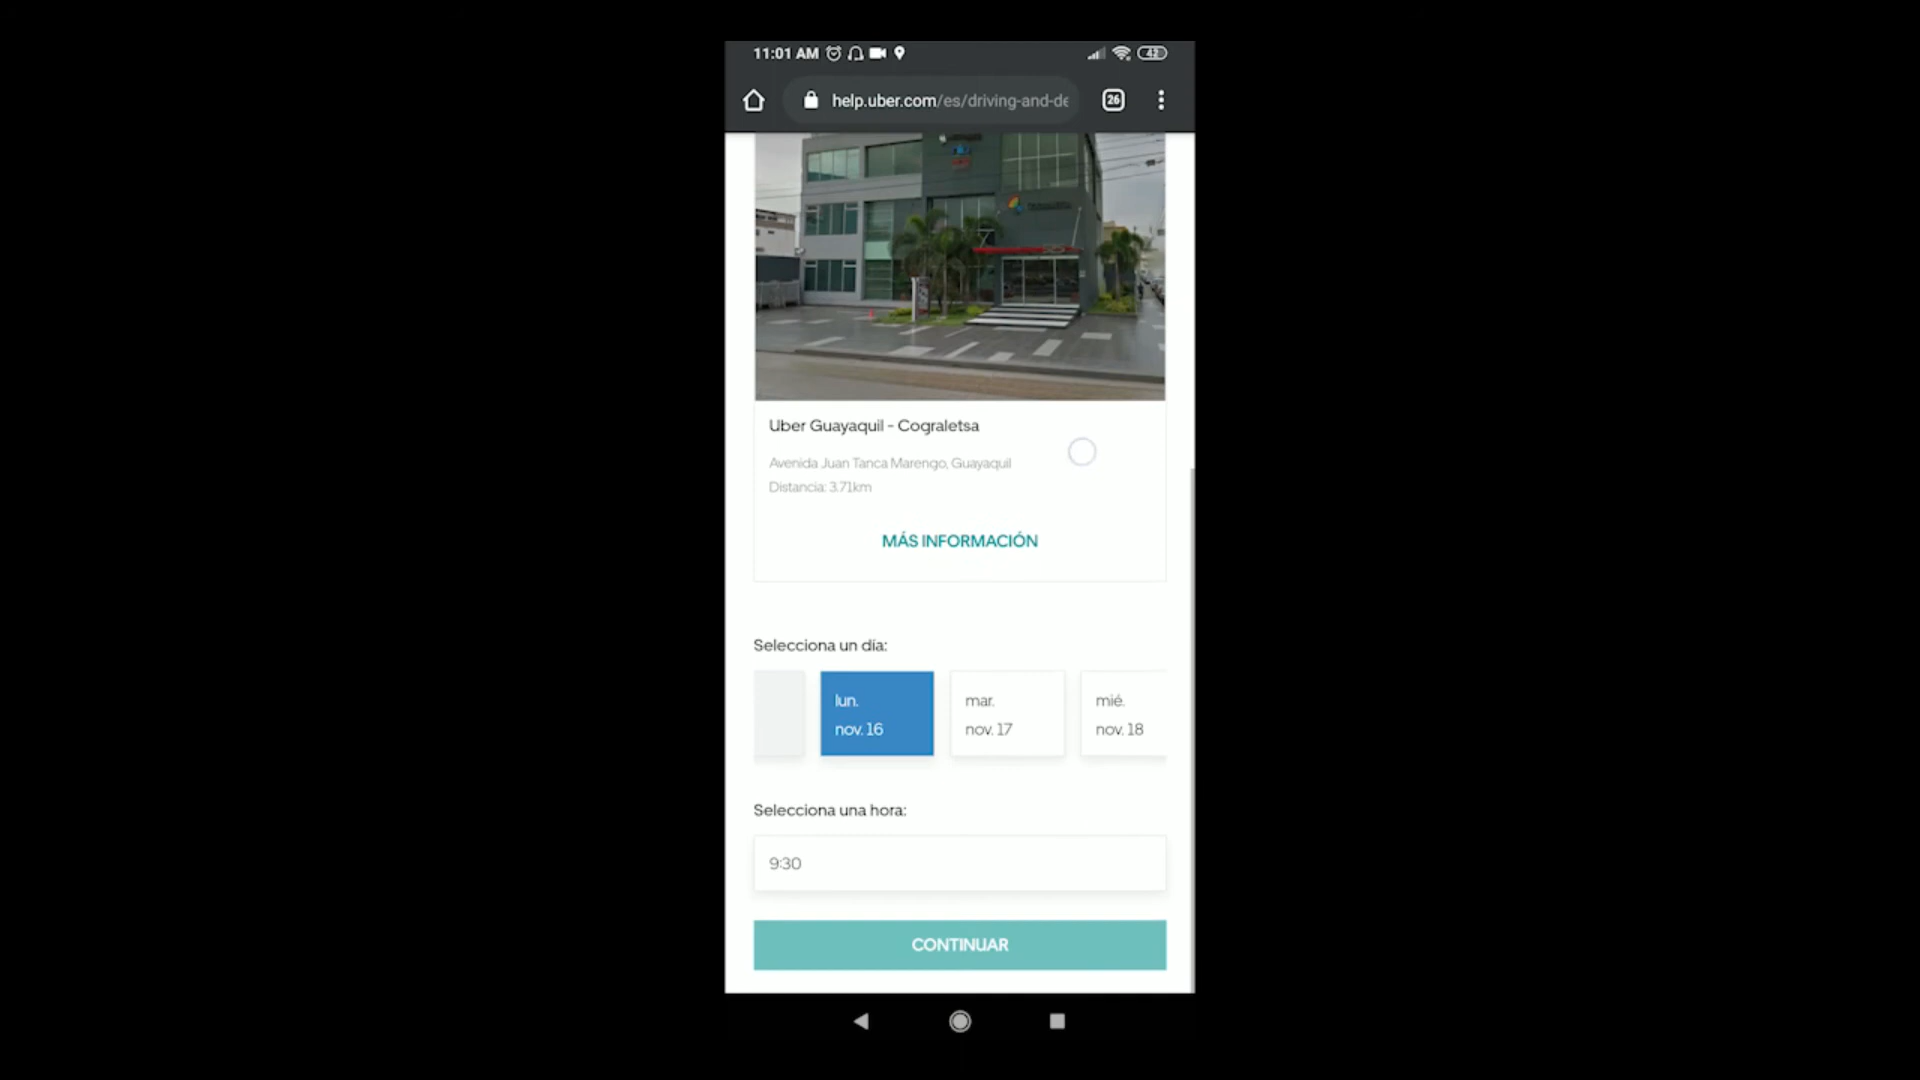 11:01 AM
42
help.uber.com/es/driving-and-de
26
Uber Guayaquil - Cograletsa
Avenida Juan Tanca Marengo, Guayaquil
Distancia: 3.71km
MÁS INFORMACIÓN
Selecciona un día:
lun. mar. mié.
nov. 16 nov. 17 nov. 18
Selecciona una hora:
9:30
CONTINUAR